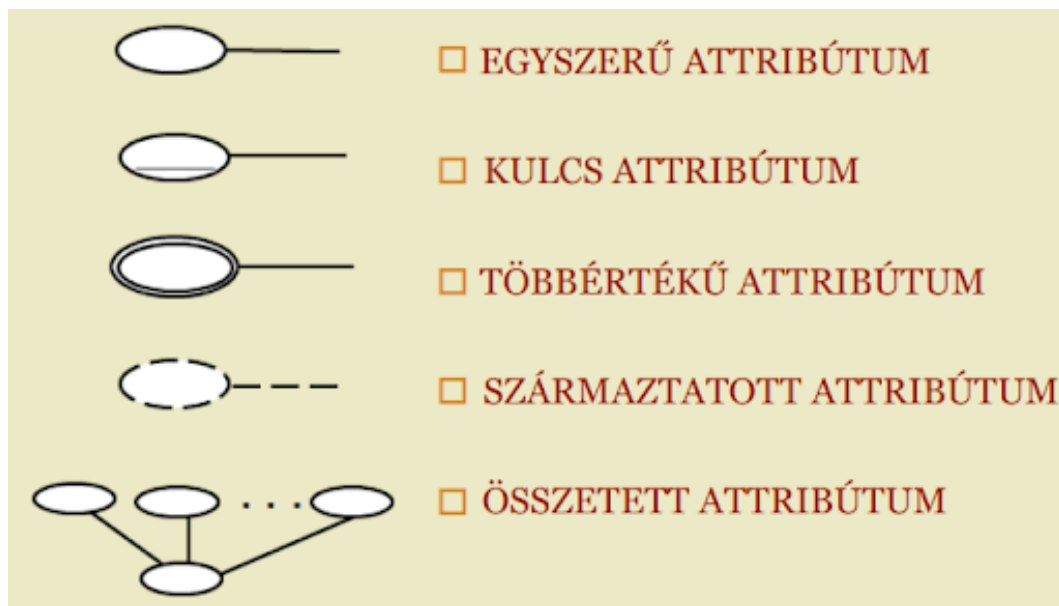 EGYSZERŰ ATTRIBÚTUM
KULCS ATTRIBÚTUM
TÖBBÉRTÉKŰ ATTRIBÚTUM
SZÁRMAZTATOTT ATTRIBÚTUM
ÖSSZETETT ATTRIBÚTUM